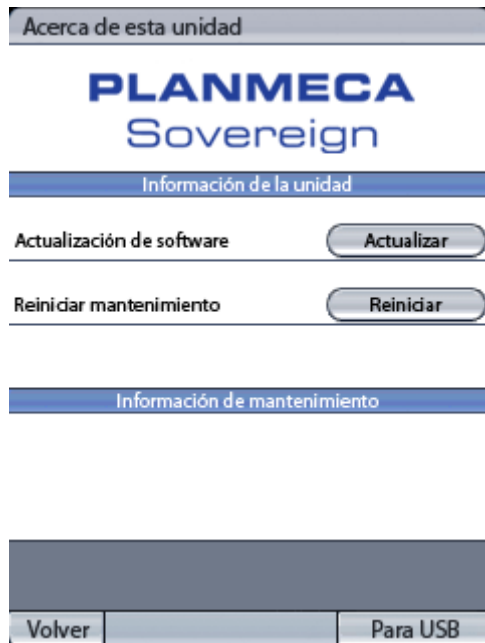 Acerca de esta unidad
PLANMECA
Sovereign
Información de la unidad
Actualización de software Actualizar
Reiniciar mantenimiento Reiniciar
Información de mantenimiento
Volver Para USB